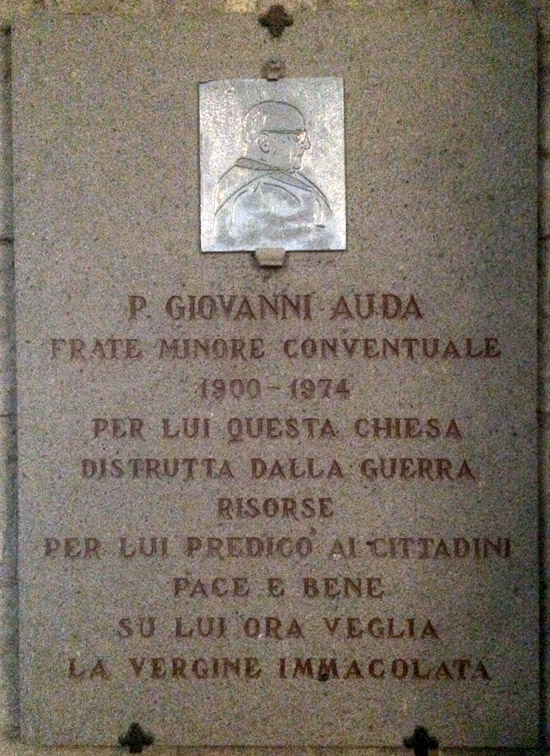 P. GIOVANNI AUDA
FRATE MINORE CONVENTUALE
1900-1974
PER LUI QUESTA CHIESA
DISTRUTTA DALLA GUERRA
RISORSE
PER LUI PREDICÒ AI CITTADINI
PACE E BENE
SU LUI ORA VEGLIA
LA VERGINE IMMACOLATA